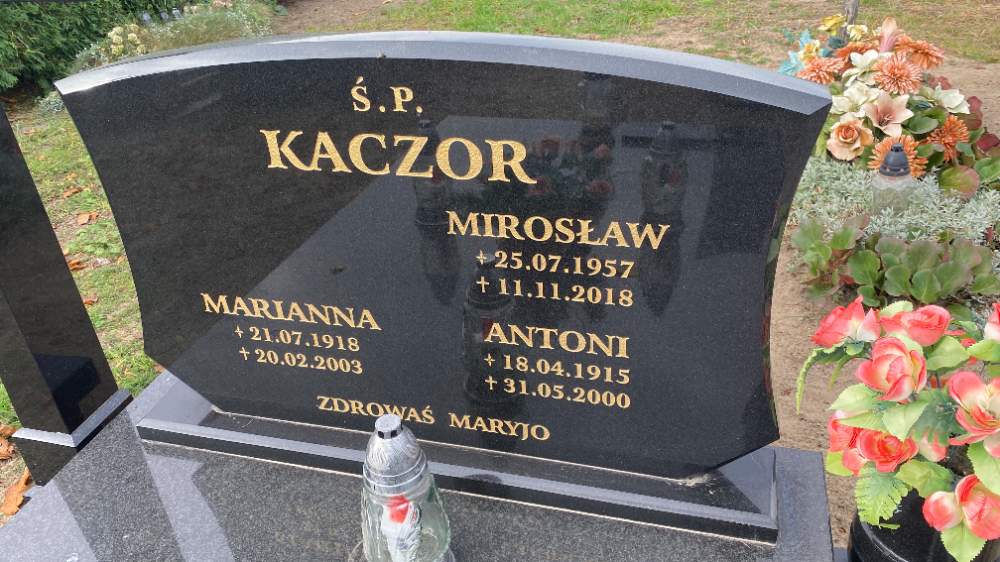 Ś.P.
KACZOR
MIROSŁAW
+ 25.07.1957
+ 11.11.2018
MARIANNA
+ 21.07.1918
+ 20.02.2003
ANTONI
+ 18.04.1915
+ 31.05.2000
ZDROWAŚ MARYJO